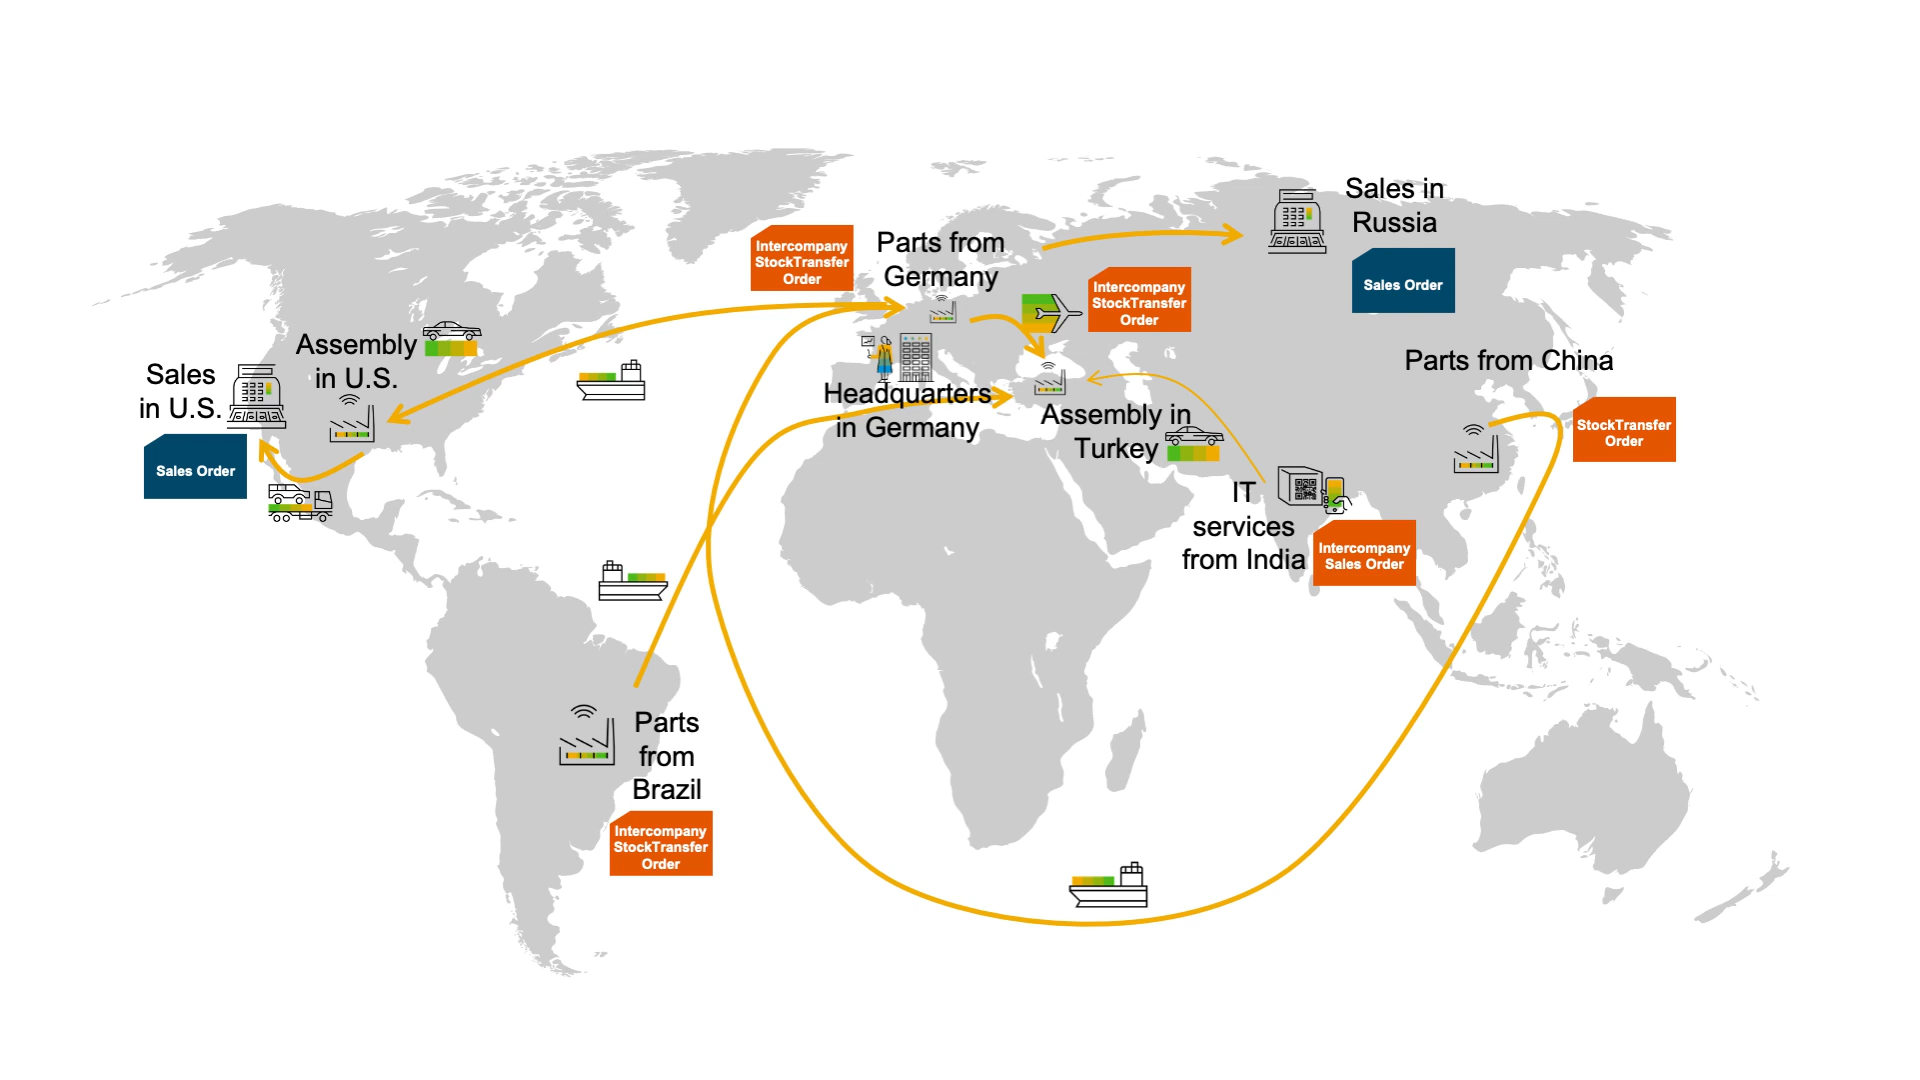 Sales in
Russia
Sales Order
Intercompany
StockTransfer
Order
Parts from
Germany
Intercompany
StockTransfer
Order
Assembly
in U.S.
Sales
in U.S.
Sales Order
Headquarters
in Germany
Assembly in
Turkey
Parts from China
StockTransfer
Order
IT
services
from India
Intercompany
Sales Order
Parts
from
Brazil
Intercompany
StockTransfer
Order